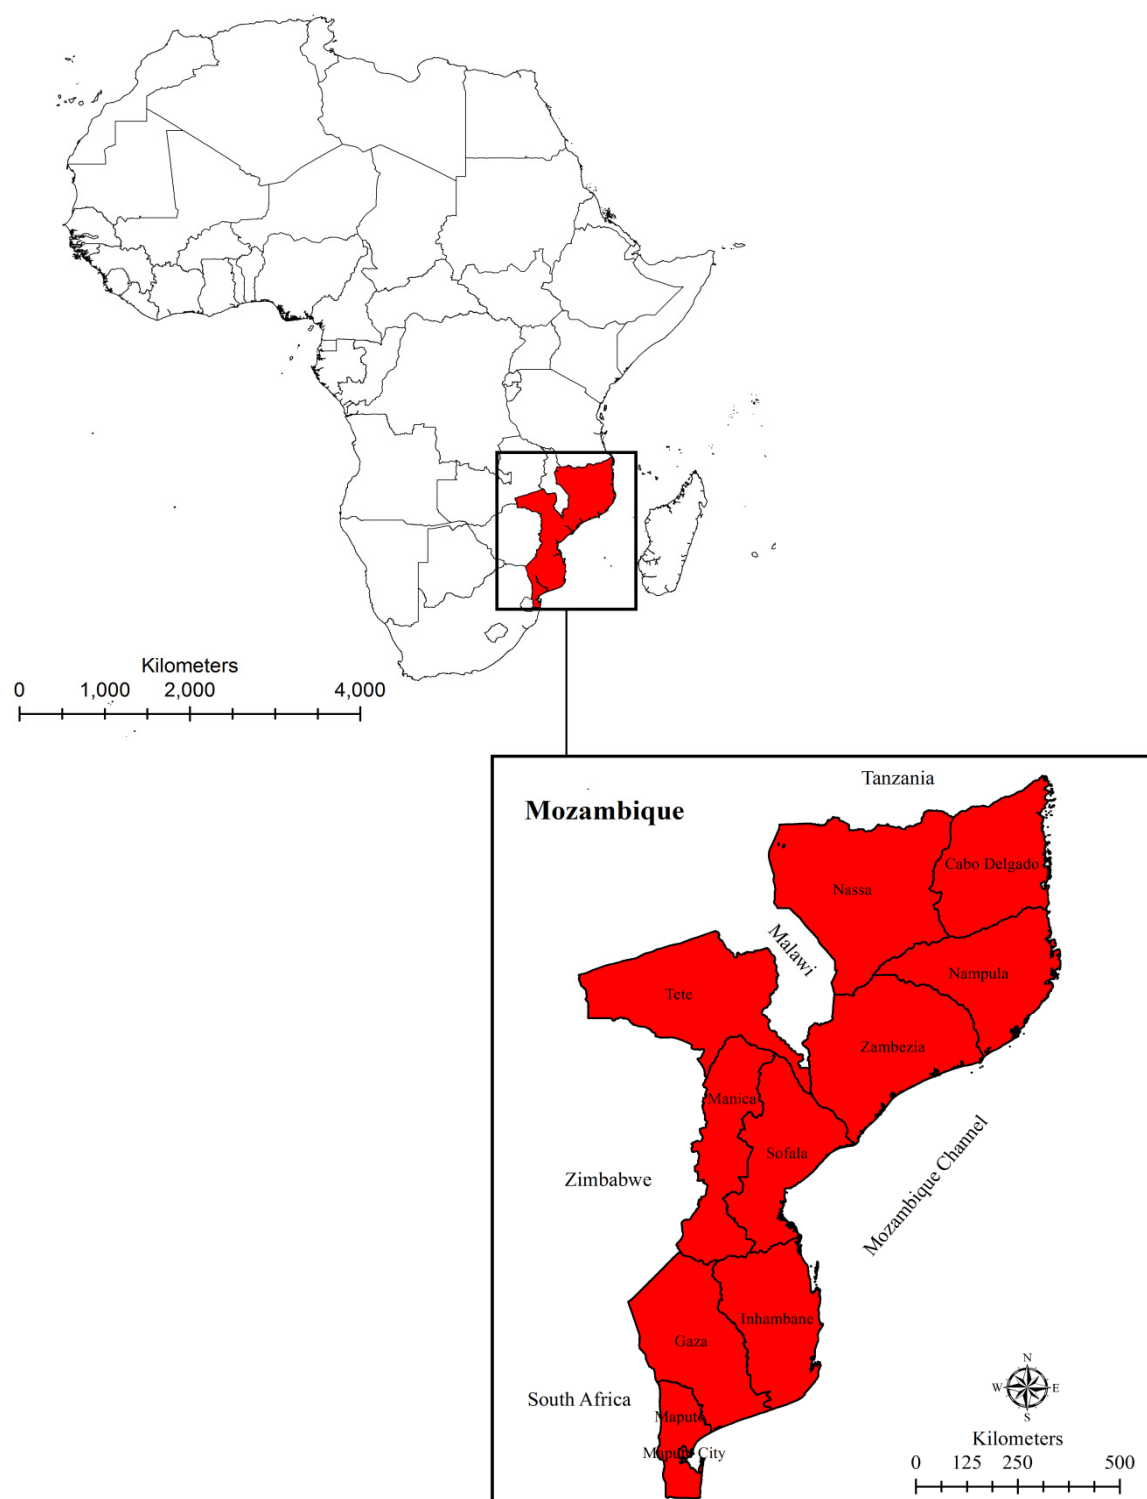 Kilometers
0 1,000 2,000 4,000
Tanzania
Mozambique
Cabo Delgado
Nassa
Malawi
Nampula
Tete
Zambezia
Manica
Sofala
Zimbabwe
Mozambique Channel
Inhambane
Gaza
N
W E
S
South Africa
Maputo
Maputo City
Kilometers
0 125 250 500